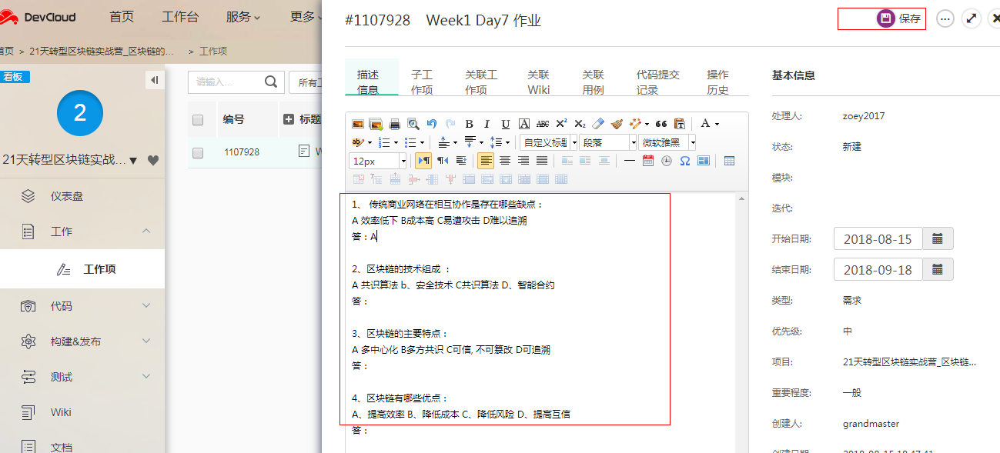 DevCloud 首页 工作台 服务 更多
首页 > 21天转型区块链实战营_区块链的... > 工作项
看板
2
21天转型区块链实战...
仪表盘
工作
工作项
代码
构建&发布
测试
Wiki
文档
请输入... 所有工
编号 标题
1107928 W
#1107928 Week1 Day7 作业
保存
描述信息
子工作项
关联工作项
关联Wiki
关联用例
代码提交记录
操作历史
自定义标题 段落 微软雅黑
12px
1、 传统商业网络在相互协作是存在哪些缺点：
A 效率低下 B成本高 C易遭攻击 D难以追溯
答：A
2、区块链的技术组成 ：
A 共识算法 b、安全技术 C共识算法 D、智能合约
答：
3、区块链的主要特点：
A 多中心化 B多方共识 C可信, 不可篡改 D可追溯
答：
4、区块链有哪些优点：
A、提高效率 B、降低成本 C、降低风险 D、提高互信
答：
基本信息
处理人: zoey2017
状态: 新建
模块:
迭代:
开始日期: 2018-08-15
结束日期: 2018-09-18
类型: 需求
优先级: 中
项目: 21天转型区块链实战营_区块链...
重要程度: 一般
创建人: grandmaster
创建日期: 2018-08-15 18:47:41